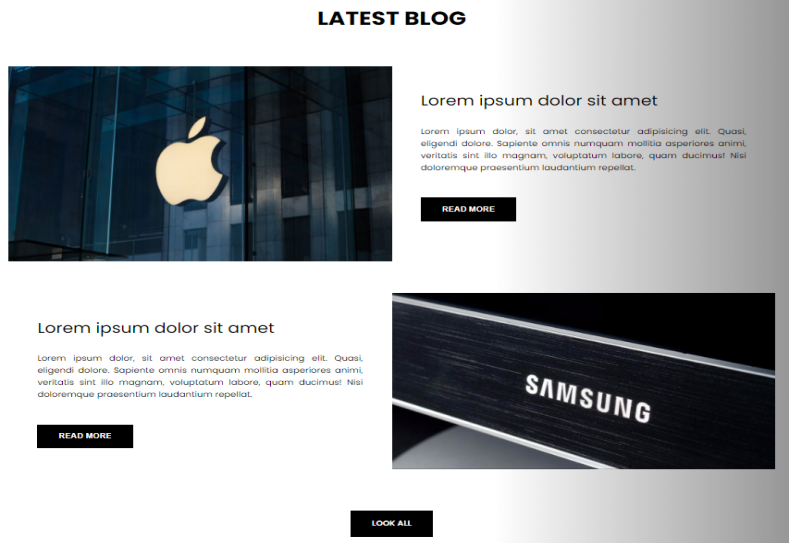 LATEST BLOG
Lorem ipsum dolor sit amet
Lorem ipsum dolor, sit amet consectetur adipisicing elit. Quasi,
eligendi dolore. Sapiente omnis numquam mollitia asperiores animi,
veritatis sint illo magnam, voluptatum labore, quam ducimus! Nisi
doloremque praesentium laudantium repellat.
READ MORE
Lorem ipsum dolor sit amet
Lorem ipsum dolor, sit amet consectetur adipisicing elit. Quasi,
eligendi dolore. Sapiente omnis numquam mollitia asperiores animi,
veritatis sint illo magnam, voluptatum labore, quam ducimus! Nisi
doloremque praesentium laudantium repellat.
READ MORE
SAMSUNG
LOOK ALL